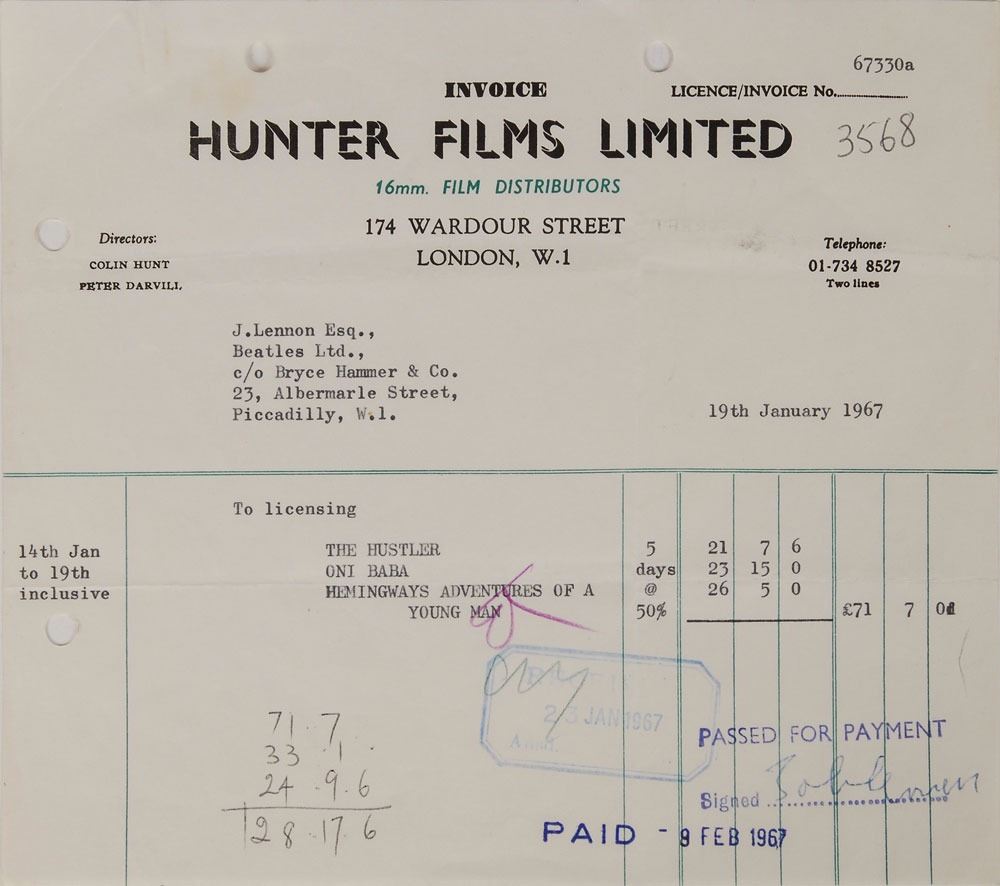 67330a
INVOICE
LICENCE/INVOICE No.
HUNTER FILMS LIMITED
3568
16mm. FILM DISTRIBUTORS
174 WARDOUR STREET
LONDON, W.1
Directors:
COLIN HUNT
PETER DARVILL
Telephone:
01-734 8527
Two lines
J.Lennon Esq.,
Beatles Ltd.,
c/o Bryce Hammer & Co.
23, Albermarle Street,
Piccadilly, W.1.
19th January 1967
To licensing
14th Jan THE HUSTLER 5 21 7 6
to 19th ONI BABA days 23 15 0
inclusive HEMINGWAYS ADVENTURES OF A @ 26 5 0
YOUNG MAN 50% £71 7 0d
JAN 1967
71.7.
33.1.
24.9.6
128.17.6
PASSED FOR PAYMENT
Signed
PAID - 9 FEB 1967